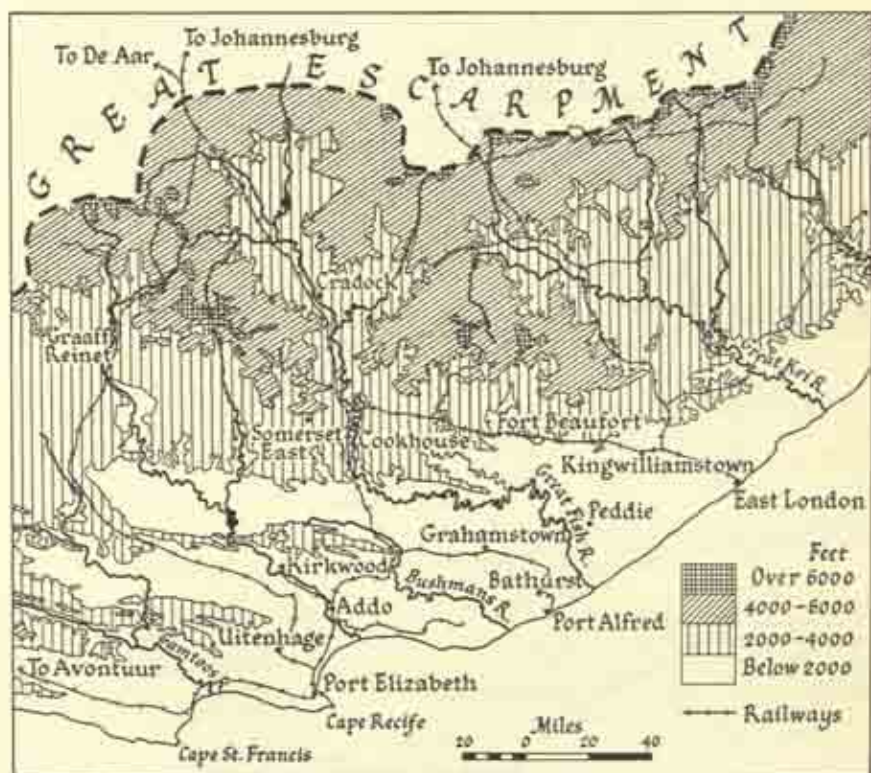 To De Aar
To Johannesburg
To Johannesburg
GREAT ESCARPMENT
Cradock
Graaff
Reinet
Great Kei R.
Somerset
East
Cookhouse
Fort Beaufort
Kingwilliamstown
East London
Great Fish R.
Peddie
Grahamstown
Kirkwood
Bushmans R.
Bathurst
Addo
Port Alfred
Uitenhage
Gamtoos
To Avontuur
Port Elizabeth
Cape Recife
Cape St. Francis
Feet
Over 6000
4000-6000
2000-4000
Below 2000
Railways
Miles
20 0 20 40